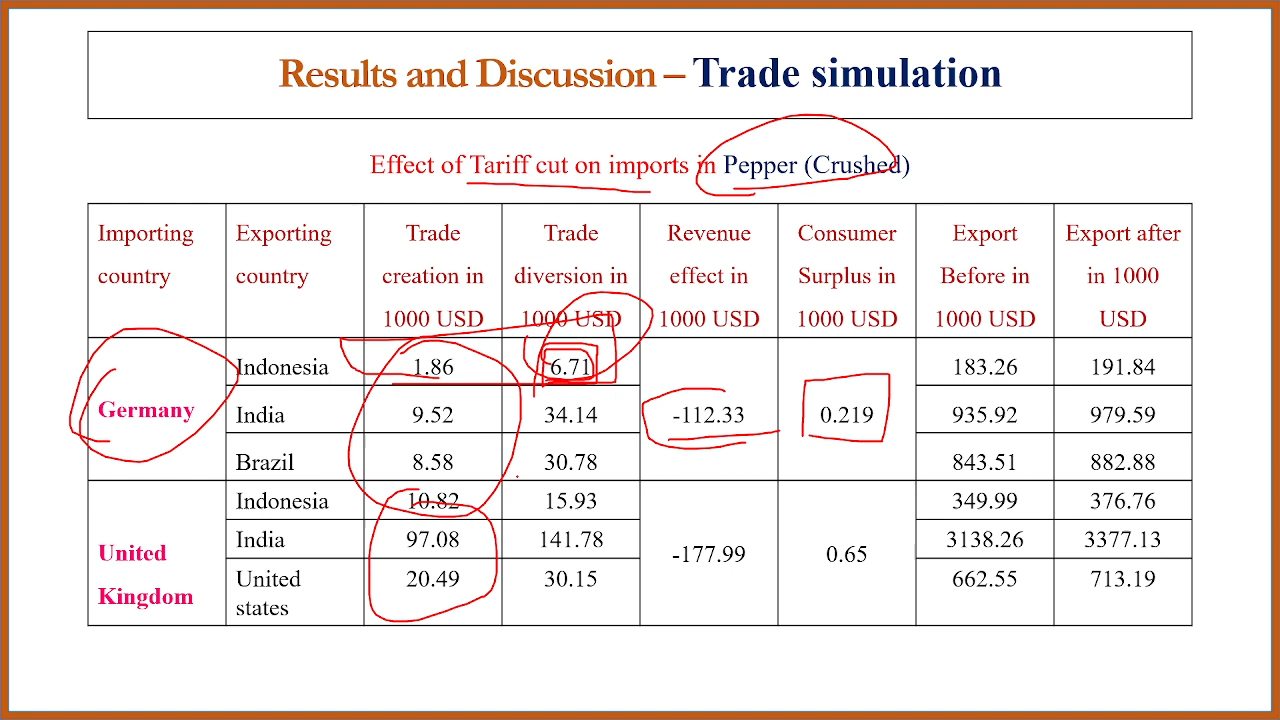 Results and Discussion – Trade simulation
Effect of Tariff cut on imports in Pepper (Crushed)
Importing country Exporting country Trade creation in 1000 USD Trade diversion in 1000 USD Revenue effect in 1000 USD Consumer Surplus in 1000 USD Export Before in 1000 USD Export after in 1000 USD
Germany Indonesia 1.86 6.71 -112.33 0.219 183.26 191.84
India 9.52 34.14 935.92 979.59
Brazil 8.58 30.78 843.51 882.88
United Kingdom Indonesia 10.82 15.93 -177.99 0.65 349.99 376.76
India 97.08 141.78 3138.26 3377.13
United states 20.49 30.15 662.55 713.19